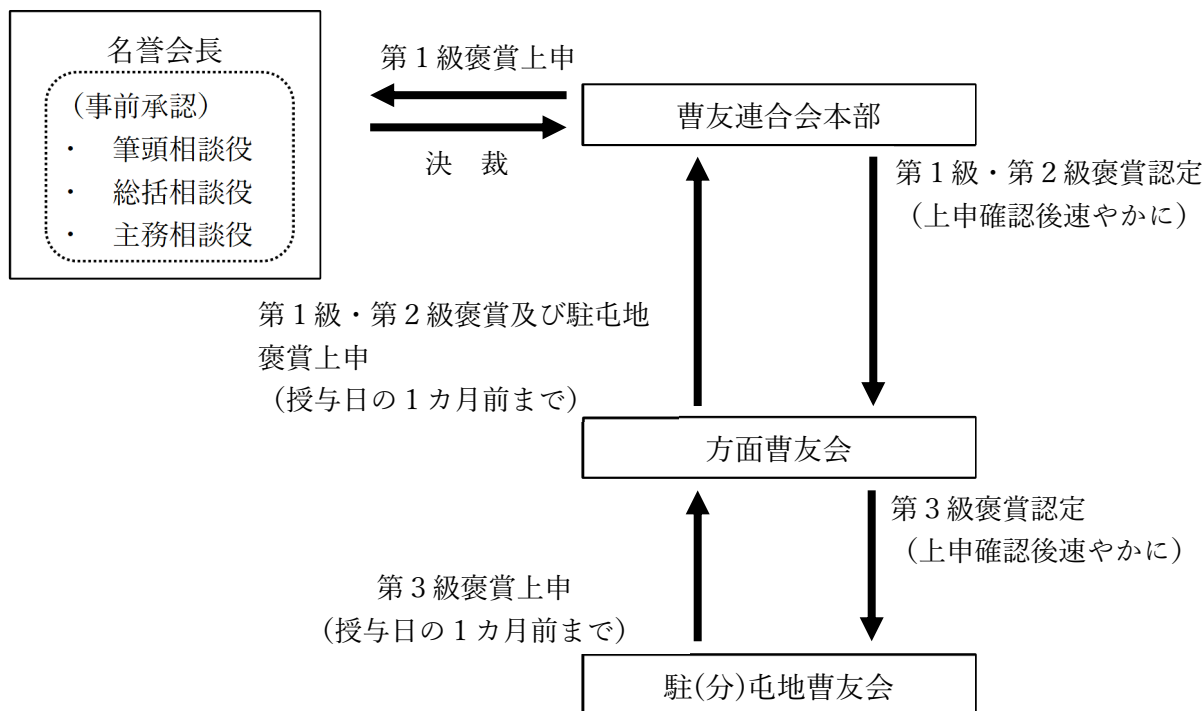 名誉会長
(事前承認)
・ 筆頭相談役
・ 総括相談役
・ 主務相談役
第1級褒賞上申
決 裁
曹友連合会本部
第1級・第2級褒賞認定
(上申確認後速やかに)
第1級・第2級褒賞及び駐屯地
褒賞上申
(授与日の1カ月前まで)
方面曹友会
第3級褒賞認定
(上申確認後速やかに)
第3級褒賞上申
(授与日の1カ月前まで)
駐(分)屯地曹友会